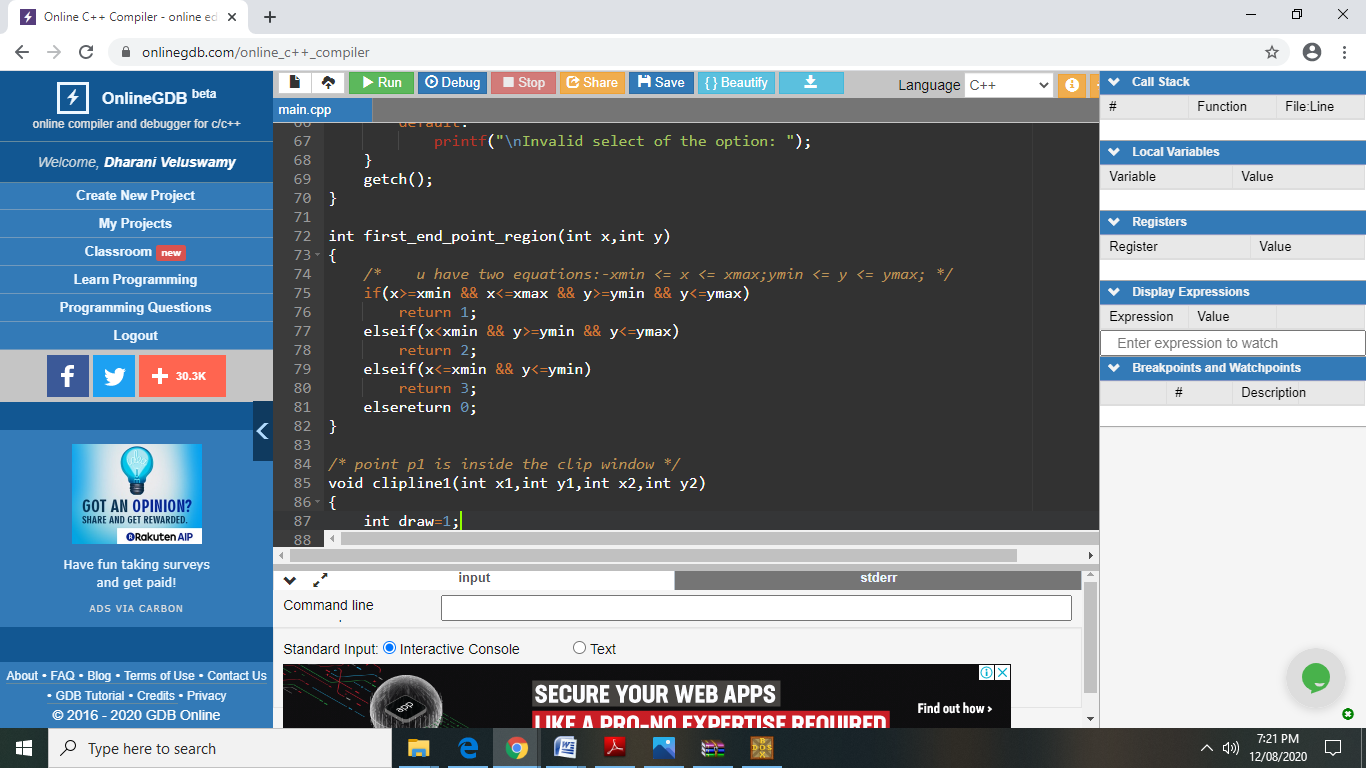 Online C++ Compiler - online ed
onlinegdb.com/online_c++_compiler
OnlineGDB beta
online compiler and debugger for c/c++
Welcome, Dharani Veluswamy
Create New Project
My Projects
Classroom new
Learn Programming
Programming Questions
Logout
f
+ 30.3K
GOT AN OPINION?
SHARE AND GET REWARDED.
Rakuten AIP
Have fun taking surveys
and get paid!
ADS VIA CARBON
About • FAQ • Blog • Terms of Use • Contact Us
• GDB Tutorial • Credits • Privacy
© 2016 - 2020 GDB Online
Run Debug Stop Share Save { } Beautify Language C++ i
main.cpp
66 default:
67 printf("\nInvalid select of the option: ");
68 }
69 getch();
70 }
71
72 int first_end_point_region(int x,int y)
73 {
74 /* u have two equations:-xmin <= x <= xmax;ymin <= y <= ymax; */
75 if(x>=xmin && x<=xmax && y>=ymin && y<=ymax)
76 return 1;
77 elseif(x<xmin && y>=ymin && y<=ymax)
78 return 2;
79 elseif(x<=xmin && y<=ymin)
80 return 3;
81 elsereturn 0;
82 }
83
84 /* point p1 is inside the clip window */
85 void clipline1(int x1,int y1,int x2,int y2)
86 {
87 int draw=1;
88
input stderr
Command line
Standard Input: Interactive Console Text
app
SECURE YOUR WEB APPS
LIKE A PRO-NO EXPERTISE REQUIRED
Find out how >
Call Stack
# Function File:Line
Local Variables
Variable Value
Registers
Register Value
Display Expressions
Expression Value
Enter expression to watch
Breakpoints and Watchpoints
# Description
Type here to search
DOS
7:21 PM
12/08/2020